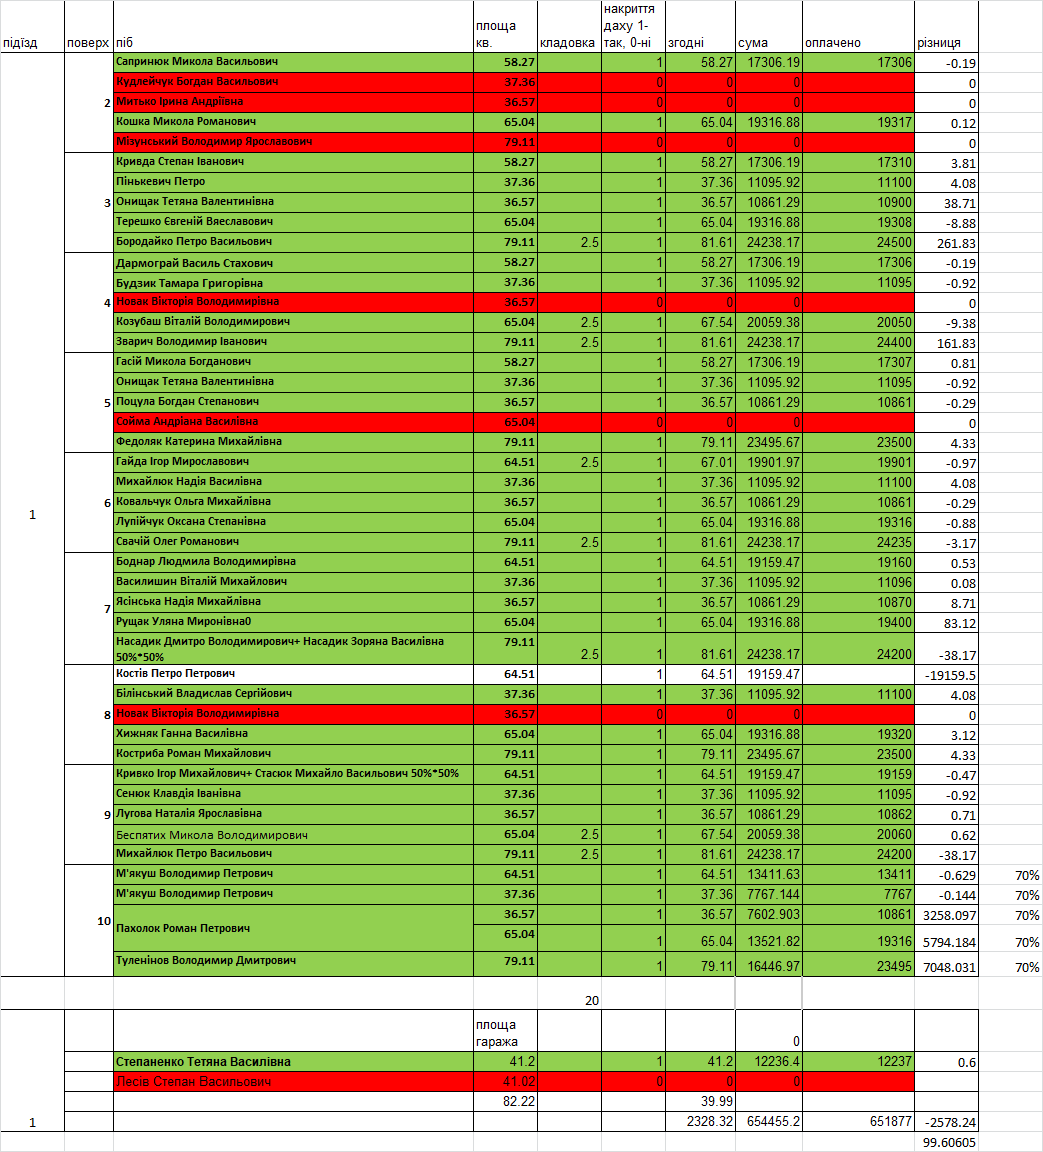 підїзд поверх піб площа кв. кладовка накриття даху 1-так, 0-ні згодні сума оплачено різниця
Сапринюк Микола Васильович 58.27 1 58.27 17306.19 17306 -0.19
Кудлейчук Богдан Васильович 37.36 0 0 0 0
2 Митько Ірина Андріївна 36.57 0 0 0 0
Кошка Микола Романович 65.04 1 65.04 19316.88 19317 0.12
Мізунський Володимир Ярославович 79.11 0 0 0 0
Кривда Степан Іванович 58.27 1 58.27 17306.19 17310 3.81
Пінькевич Петро 37.36 1 37.36 11095.92 11100 4.08
3 Онищак Тетяна Валентинівна 36.57 1 36.57 10861.29 10900 38.71
Терешко Євгеній Вяеславович 65.04 1 65.04 19316.88 19308 -8.88
Бородайко Петро Васильович 79.11 2.5 1 81.61 24238.17 24500 261.83
Дармограй Василь Стахович 58.27 1 58.27 17306.19 17306 -0.19
Будзик Тамара Григорівна 37.36 1 37.36 11095.92 11095 -0.92
4 Новак Вікторія Володимирівна 36.57 0 0 0 0
Козубаш Віталій Володимирович 65.04 2.5 1 67.54 20059.38 20050 -9.38
Зварич Володимир Іванович 79.11 2.5 1 81.61 24238.17 24400 161.83
Гасій Микола Богданович 58.27 1 58.27 17306.19 17307 0.81
Онищак Тетяна Валентинівна 37.36 1 37.36 11095.92 11095 -0.92
5 Поцула Богдан Степанович 36.57 1 36.57 10861.29 10861 -0.29
Сойма Андріана Василівна 65.04 0 0 0 0
Федоляк Катерина Михайлівна 79.11 1 79.11 23495.67 23500 4.33
Гайда Ігор Мирославович 64.51 2.5 1 67.01 19901.97 19901 -0.97
Михайлюк Надія Василівна 37.36 1 37.36 11095.92 11100 4.08
6 Ковальчук Ольга Михайлівна 36.57 1 36.57 10861.29 10861 -0.29
1
Лупійчук Оксана Степанівна 65.04 1 65.04 19316.88 19316 -0.88
Свачій Олег Романович 79.11 2.5 1 81.61 24238.17 24235 -3.17
Боднар Людмила Володимирівна 64.51 1 64.51 19159.47 19160 0.53
Василишин Віталій Михайлович 37.36 1 37.36 11095.92 11096 0.08
7 Ясінська Надія Михайлівна 36.57 1 36.57 10861.29 10870 8.71
Рущак Уляна Миронівна0 65.04 1 65.04 19316.88 19400 83.12
Насадик Дмитро Володимирович+ Насадик Зоряна Василівна 79.11
50%*50% 2.5 1 81.61 24238.17 24200 -38.17
Костів Петро Петрович 64.51 1 64.51 19159.47 -19159.5
Білінський Владислав Сергійович 37.36 1 37.36 11095.92 11100 4.08
8 Новак Вікторія Володимирівна 36.57 0 0 0 0
Хижняк Ганна Василівна 65.04 1 65.04 19316.88 19320 3.12
Костриба Роман Михайлович 79.11 1 79.11 23495.67 23500 4.33
Кривко Ігор Михайлович+ Стасюк Михайло Васильович 50%*50% 64.51 1 64.51 19159.47 19159 -0.47
Сенюк Клавдія Іванівна 37.36 1 37.36 11095.92 11095 -0.92
9 Лугова Наталія Ярославівна 36.57 1 36.57 10861.29 10862 0.71
Беспятих Микола Володимирович 65.04 2.5 1 67.54 20059.38 20060 0.62
Михайлюк Петро Васильович 79.11 2.5 1 81.61 24238.17 24200 -38.17
М'якуш Володимир Петрович 64.51 1 64.51 13411.63 13411 -0.629 70%
М'якуш Володимир Петрович 37.36 1 37.36 7767.144 7767 -0.144 70%
10 Пахолок Роман Петрович 36.57 1 36.57 7602.903 10861 3258.097 70%
65.04 1 65.04 13521.82 19316 5794.184 70%
Туленінов Володимир Дмитрович 79.11 1 79.11 16446.97 23495 7048.031 70%
20
площа гаража 0
Степаненко Тетяна Василівна 41.2 1 41.2 12236.4 12237 0.6
Лесів Степан Васильович 41.02 0 0 0
82.22 39.99
1 2328.32 654455.2 651877 -2578.24
99.60605